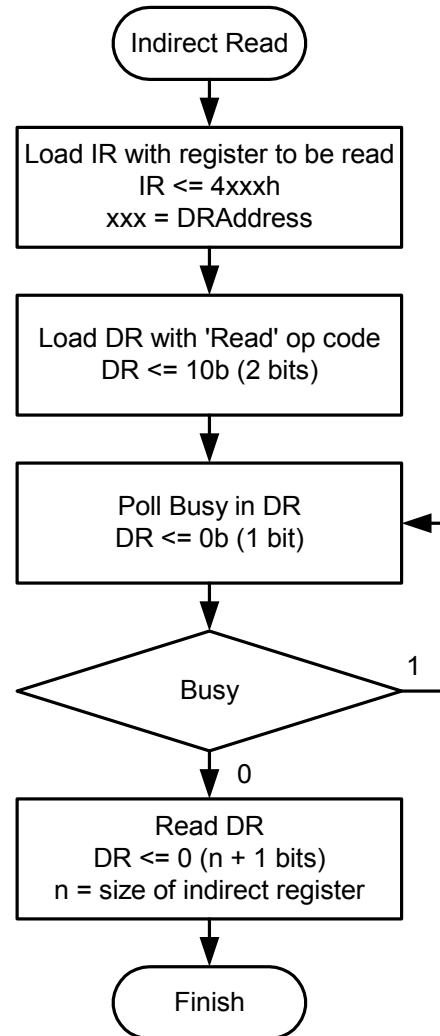 Indirect Read
Load IR with register to be read
IR <= 4xxxh
xxx = DRAddress
Load DR with 'Read' op code
DR <= 10b (2 bits)
Poll Busy in DR
DR <= 0b (1 bit)
Busy
1
0
Read DR
DR <= 0 (n + 1 bits)
n = size of indirect register
Finish